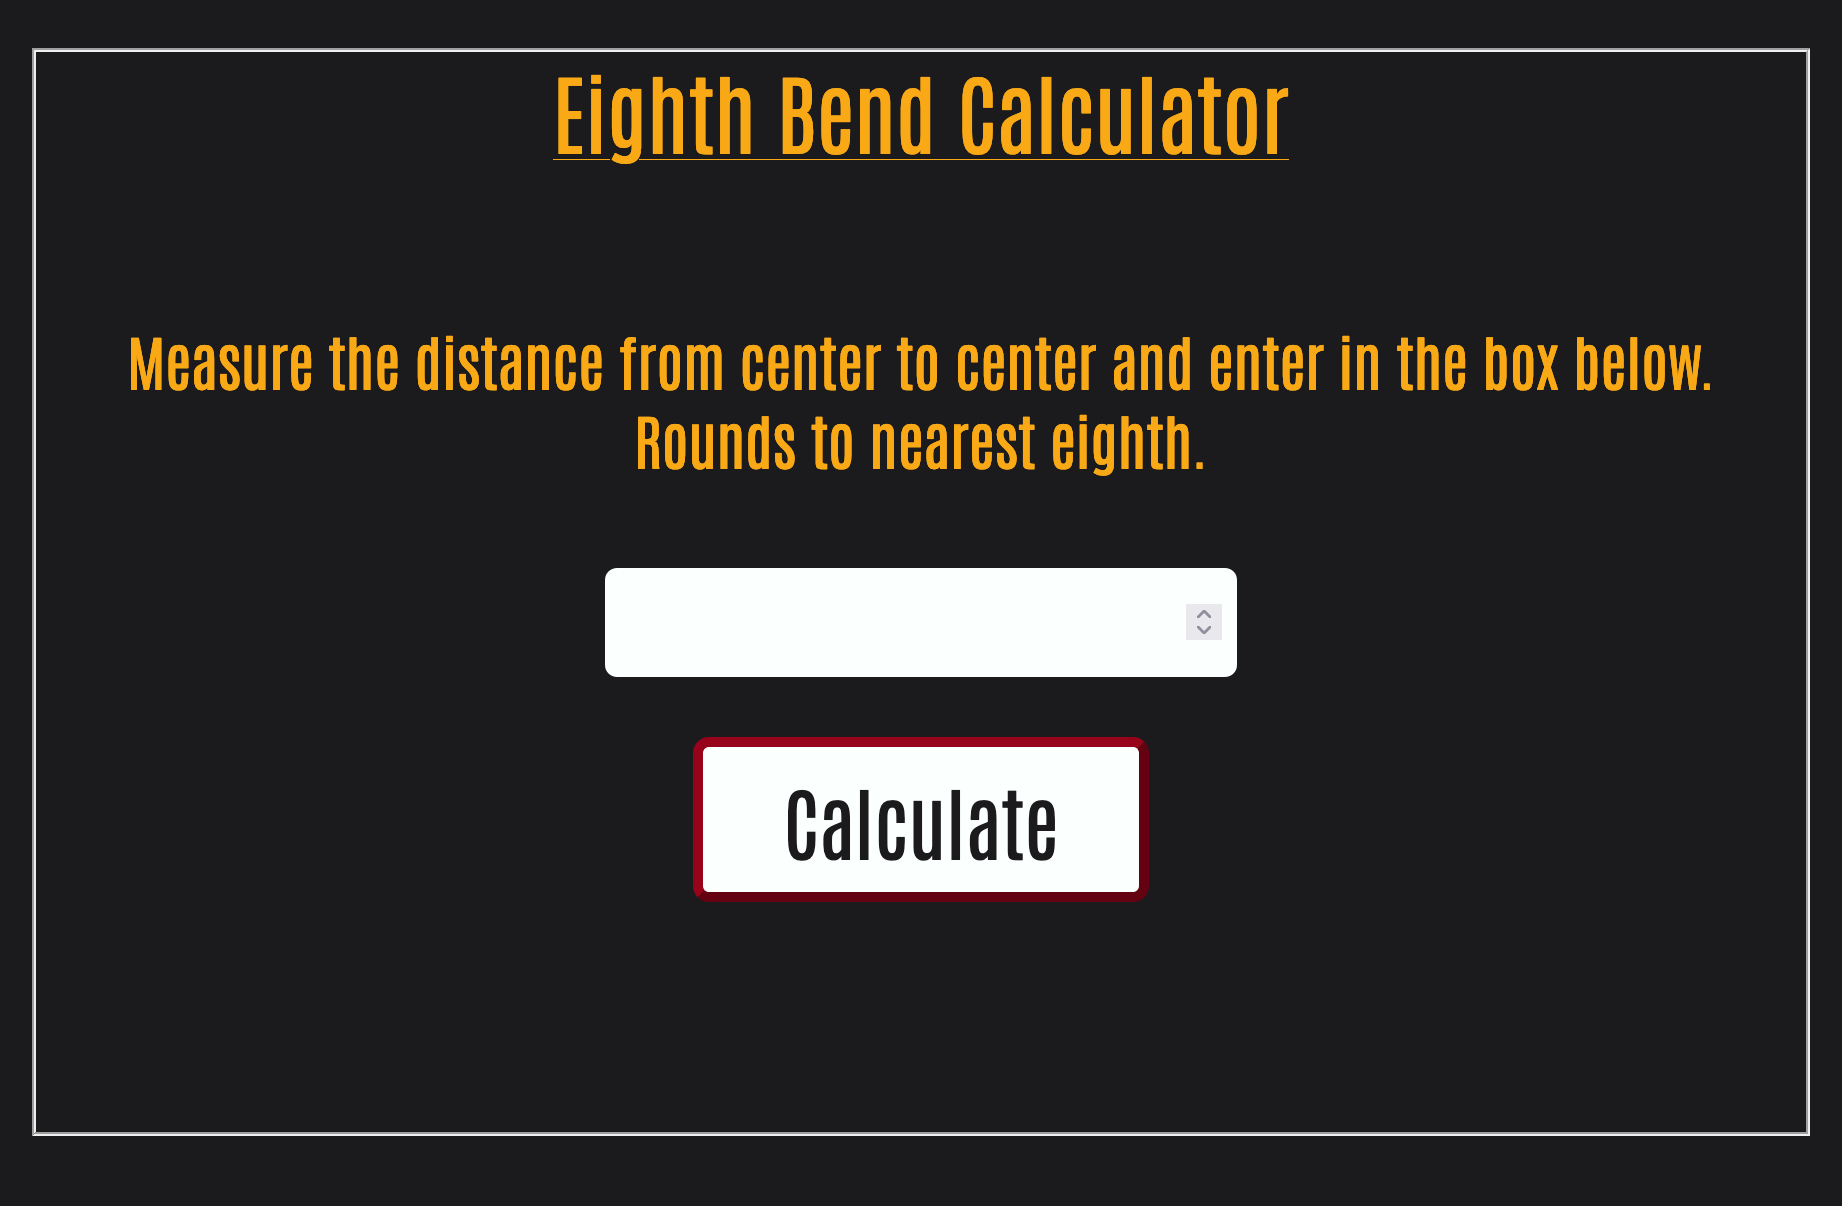 Eighth Bend Calculator
Measure the distance from center to center and enter in the box below.
Rounds to nearest eighth.
Calculate